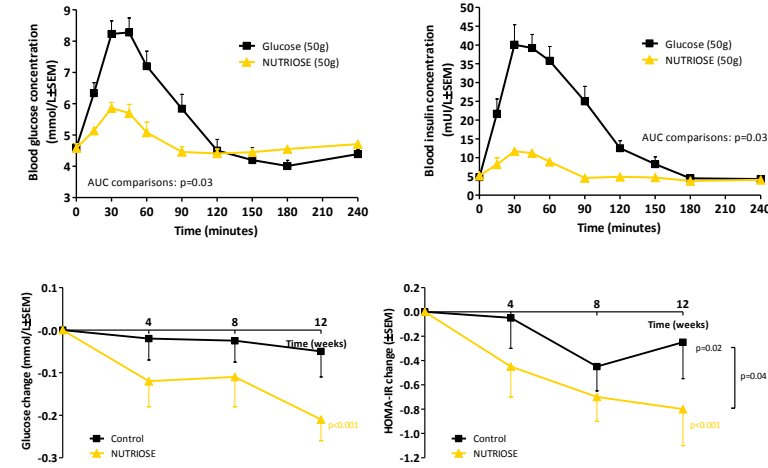 Blood glucose concentration
(mmol/L±SEM)
9
8
7
6
5
4
3
Glucose (50g)
NUTRIOSE (50g)
AUC comparisons: p=0.03
0 30 60 90 120 150 180 210 240
Time (minutes)
Blood insulin concentration
(mUI/L±SEM)
50
45
40
35
30
25
20
15
10
5
0
Glucose (50g)
NUTRIOSE (50g)
AUC comparisons: p=0.03
0 30 60 90 120 150 180 210 240
Time (minutes)
Glucose change (mmol/L±SEM)
0.1
-0.0
-0.1
-0.2
-0.3
4 8 12
Time (weeks)
p<0.001
Control
NUTRIOSE
HOMA-IR change (±SEM)
0.2
0.0
-0.2
-0.4
-0.6
-0.8
-1.0
-1.2
4 8 12
Time (weeks)
p=0.02
p=0.04
p<0.001
Control
NUTRIOSE